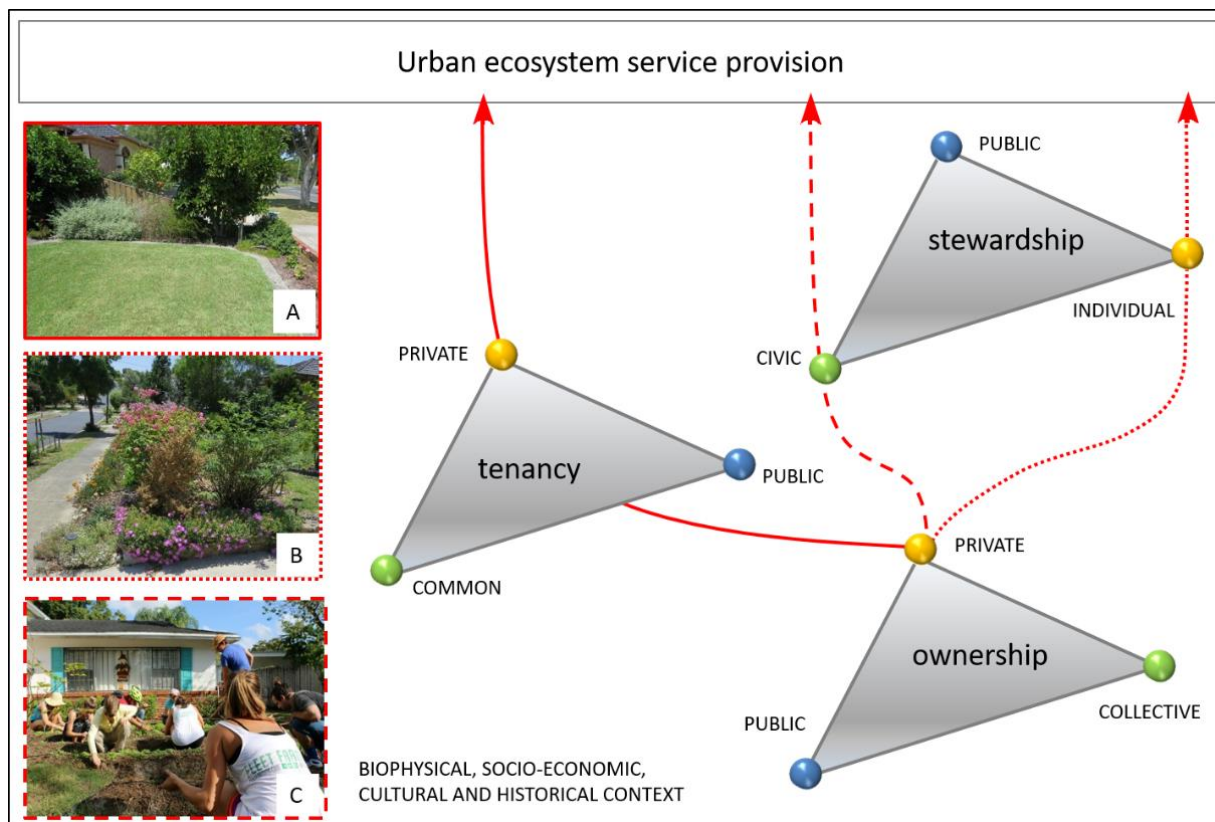 Urban ecosystem service provision
A
B
C
PUBLIC
stewardship
INDIVIDUAL
CIVIC
PRIVATE
tenancy
PUBLIC
COMMON
PRIVATE
ownership
PUBLIC
COLLECTIVE
BIOPHYSICAL, SOCIO-ECONOMIC,
CULTURAL AND HISTORICAL CONTEXT